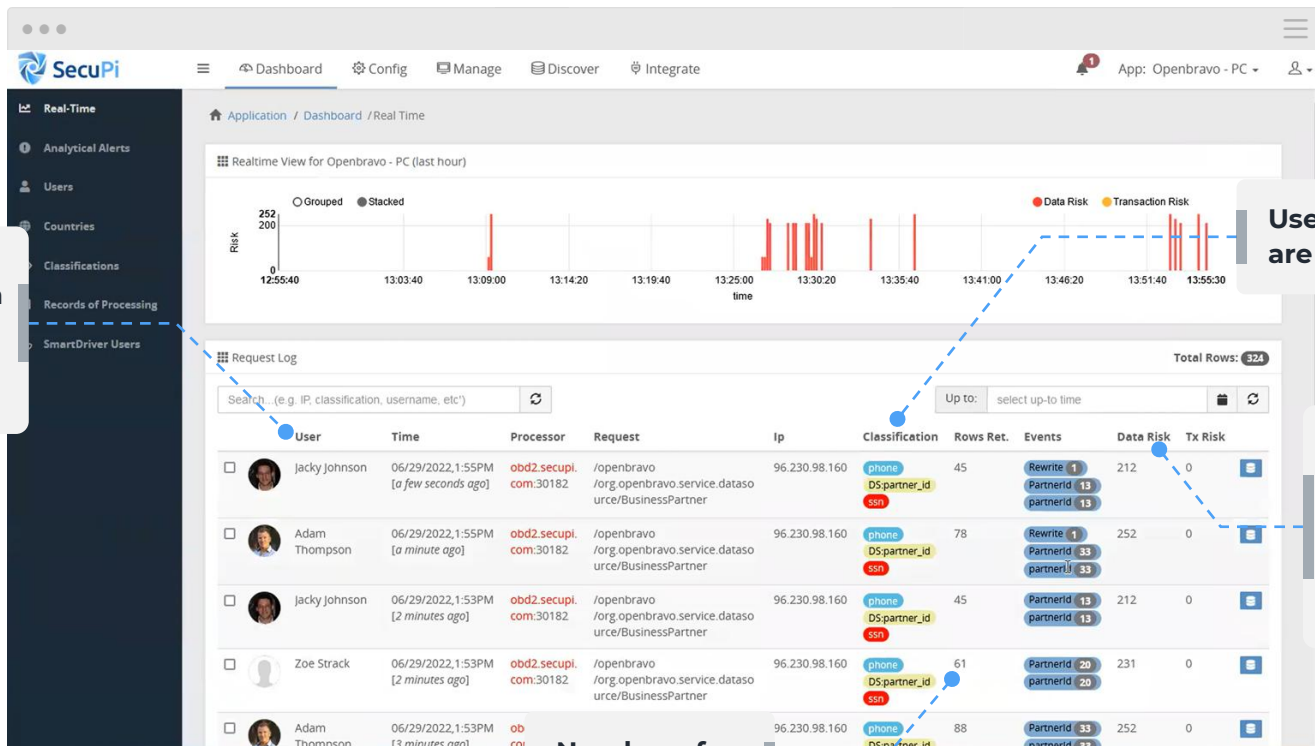 SecuPi
Dashboard Config Manage Discover Integrate 1 App: Openbravo - PC
Real-Time
Analytical Alerts
Users
Countries
Classifications
Records of Processing
SmartDriver Users
Application / Dashboard / Real Time
Realtime View for Openbravo - PC (last hour)
Grouped Stacked Data Risk Transaction Risk
252
200
0
Risk
12:55:40 13:03:40 13:09:00 13:14:20 13:19:40 13:25:00 13:30:20 13:35:40 13:41:00 13:46:20 13:51:40 13:55:30
time
Use
are
Request Log Total Rows: 324
Search...(e.g. IP, classification, username, etc') Up to: select up-to time
User Time Processor Request Ip Classification Rows Ret. Events Data Risk Tx Risk
Jacky Johnson 06/29/2022,1:55PM obd2.secupi. /openbravo 96.230.98.160 phone 45 Rewrite 1 212 0
[a few seconds ago] com:30182 /org.openbravo.service.dataso DS:partner_id PartnerId 13
urce/BusinessPartner ssn partnerId 13
Adam 06/29/2022,1:55PM obd2.secupi. /openbravo 96.230.98.160 phone 78 Rewrite 1 252 0
Thompson [a minute ago] com:30182 /org.openbravo.service.dataso DS:partner_id PartnerId 33
urce/BusinessPartner ssn partnerId 33
Jacky Johnson 06/29/2022,1:53PM obd2.secupi. /openbravo 96.230.98.160 phone 45 PartnerId 13 212 0
[2 minutes ago] com:30182 /org.openbravo.service.dataso DS:partner_id partnerId 13
urce/BusinessPartner ssn
Zoe Strack 06/29/2022,1:53PM obd2.secupi. /openbravo 96.230.98.160 phone 61 PartnerId 20 231 0
[2 minutes ago] com:30182 /org.openbravo.service.dataso DS:partner_id partnerId 20
urce/BusinessPartner ssn
Adam 06/29/2022,1:53PM ob 96.230.98.160 phone 88 PartnerId 33 252 0
Thompson [3 minutes ago]